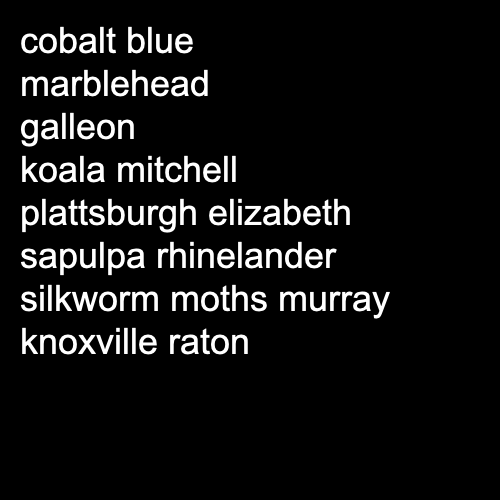 cobalt blue
marblehead
galleon
koala mitchell
plattsburgh elizabeth
sapulpa rhinelander
silkworm moths murray
knoxville raton